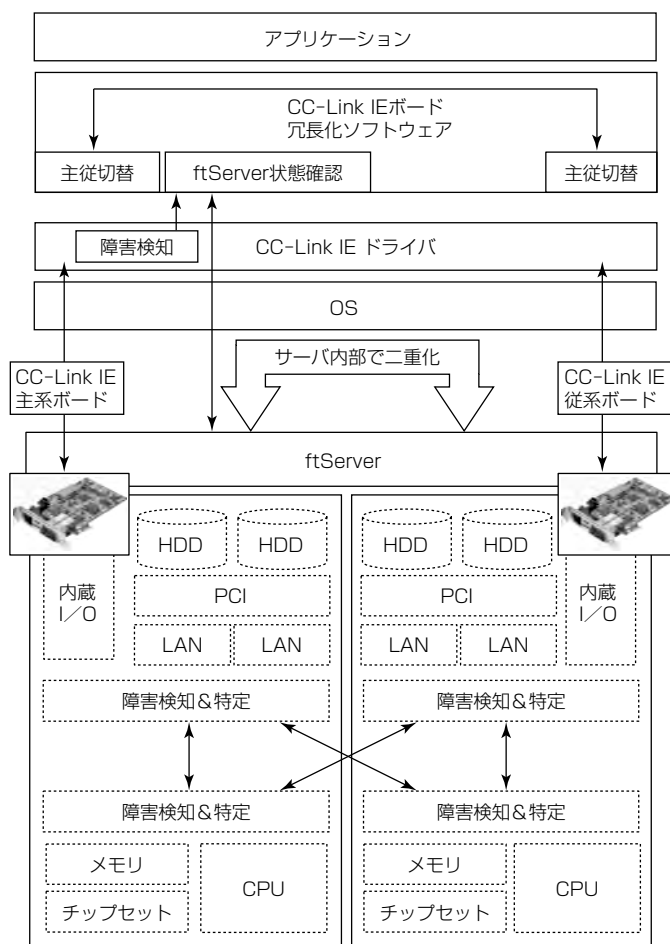 アプリケーション
CC-Link IEボード
冗長化ソフトウェア
主従切替
ftServer状態確認
主従切替
障害検知
CC-Link IE ドライバ
OS
サーバ内部で二重化
CC-Link IE
主系ボード
CC-Link IE
従系ボード
ftServer
HDD
HDD
HDD
HDD
内蔵
I/O
PCI
PCI
内蔵
I/O
LAN
LAN
LAN
LAN
障害検知&特定
障害検知&特定
障害検知&特定
障害検知&特定
メモリ
CPU
メモリ
CPU
チップセット
チップセット